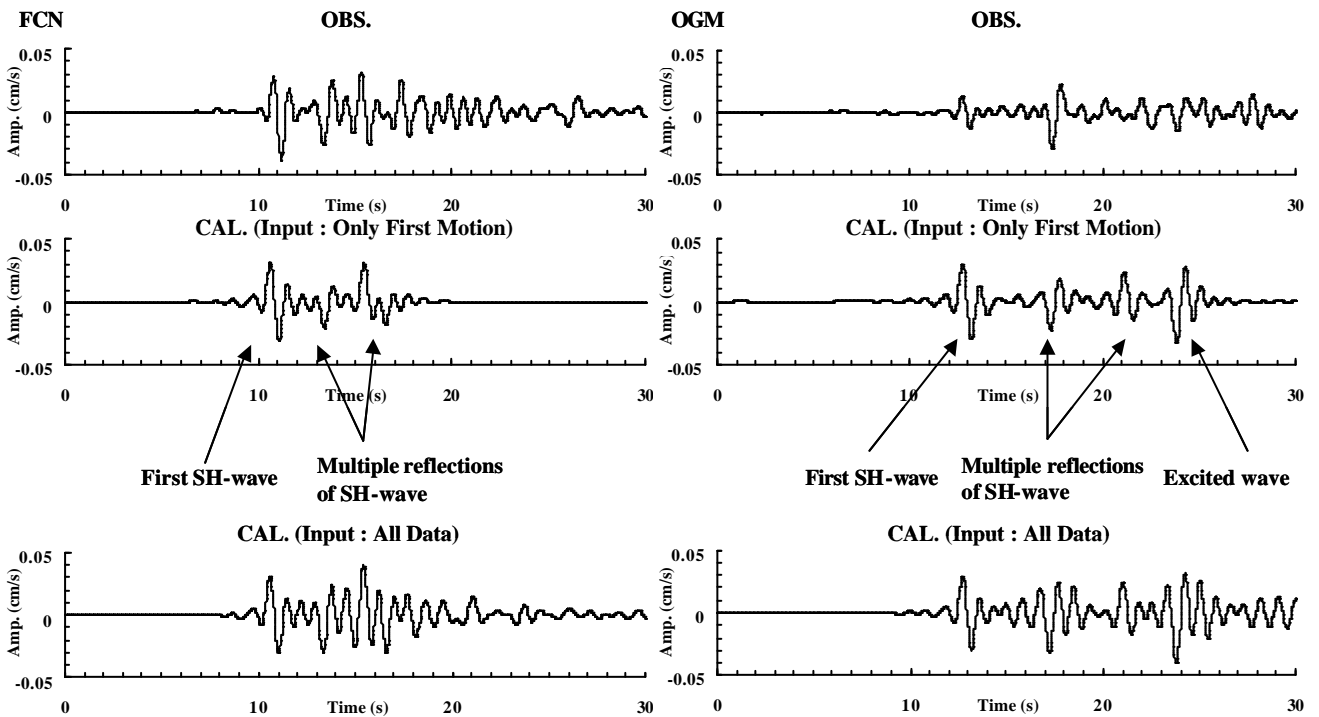 FCN
OBS.
0.05
0
-0.05
Amp. (cm/s)
0
10
Time (s)
20
30
CAL. (Input : Only First Motion)
0.05
0
-0.05
Amp. (cm/s)
0
10
Time (s)
20
30
First SH-wave
Multiple reflections
of SH-wave
CAL. (Input : All Data)
0.05
0
-0.05
Amp. (cm/s)
0
10
Time (s)
20
30
OGM
OBS.
0.05
0
-0.05
Amp. (cm/s)
0
10
Time (s)
20
30
CAL. (Input : Only First Motion)
0.05
0
-0.05
Amp. (cm/s)
0
10
Time (s)
20
30
First SH-wave
Multiple reflections
of SH-wave
Excited wave
CAL. (Input : All Data)
0.05
0
-0.05
Amp. (cm/s)
0
10
Time (s)
20
30